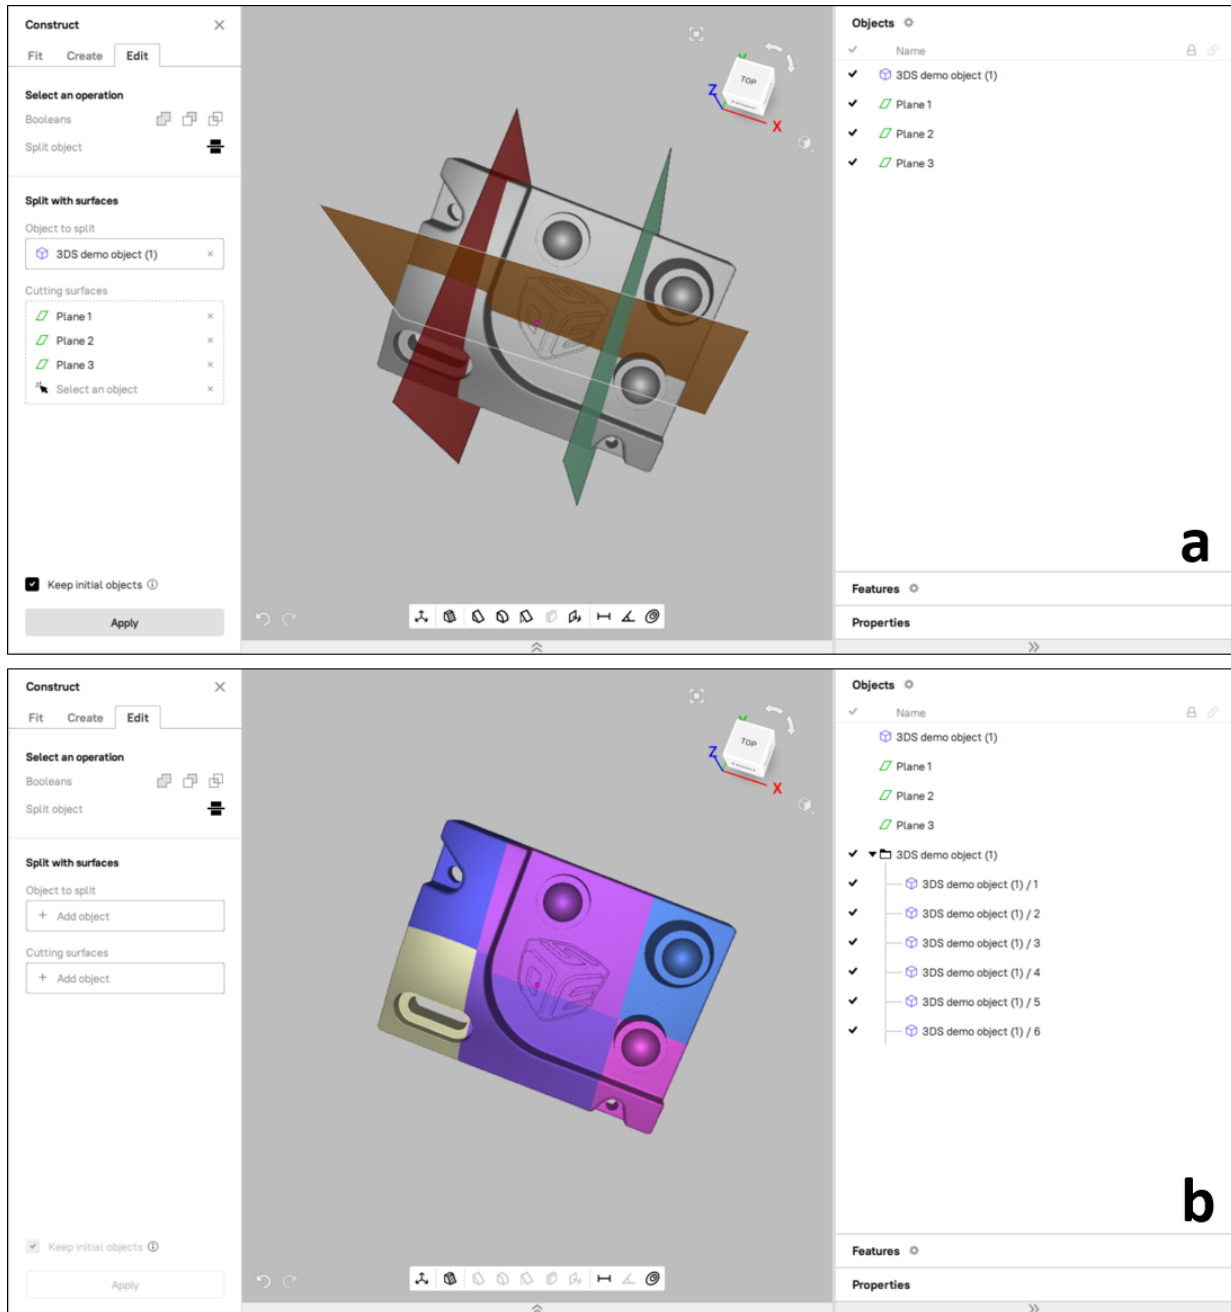 Construct
Fit Create Edit
Select an operation
Booleans
Split object
Split with surfaces
Object to split
3DS demo object (1)
Cutting surfaces
Plane 1
Plane 2
Plane 3
Select an object
Keep initial objects
Apply
TOP
Z
X
Objects
Name
3DS demo object (1)
Plane 1
Plane 2
Plane 3
a
Features
Properties
Construct
Fit Create Edit
Select an operation
Booleans
Split object
Split with surfaces
Object to split
+ Add object
Cutting surfaces
+ Add object
Keep initial objects
Apply
TOP
Z
X
Objects
Name
3DS demo object (1)
Plane 1
Plane 2
Plane 3
3DS demo object (1)
3DS demo object (1) / 1
3DS demo object (1) / 2
3DS demo object (1) / 3
3DS demo object (1) / 4
3DS demo object (1) / 5
3DS demo object (1) / 6
b
Features
Properties